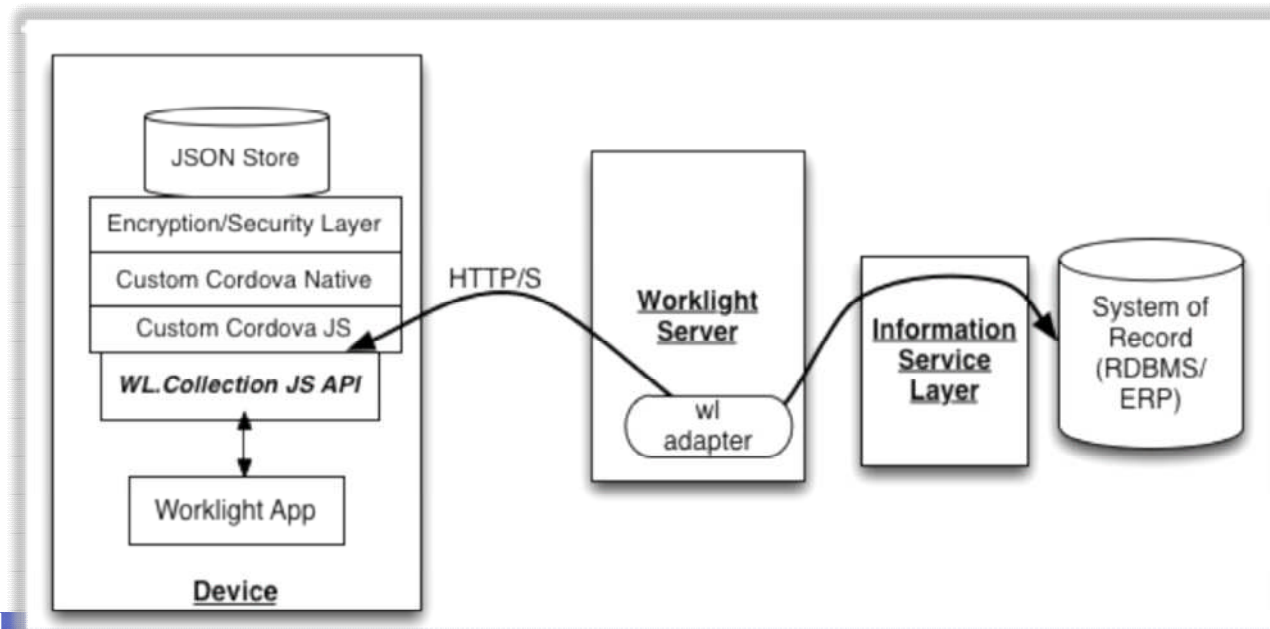 JSON Store
Encryption/Security Layer
Custom Cordova Native
Custom Cordova JS
WL.Collection JS API
Worklight App
Device
HTTP/S
Worklight
Server
wl
adapter
Information
Service
Layer
System of
Record
(RDBMS/
ERP)